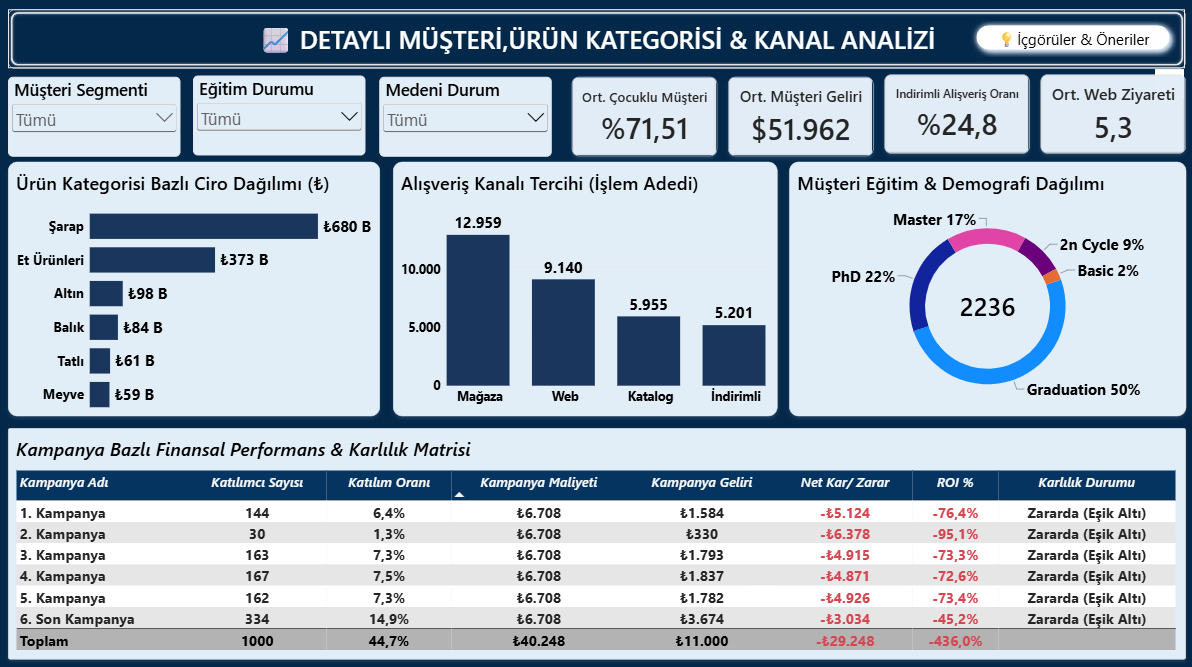 DETAYLI MÜŞTERİ,ÜRÜN KATEGORİSİ & KANAL ANALİZİ
İçgörüler & Öneriler
Müşteri Segmenti
Tümü
Eğitim Durumu
Tümü
Medeni Durum
Tümü
Ort. Çocuklu Müşteri
%71,51
Ort. Müşteri Geliri
$51.962
İndirimli Alışveriş Oranı
%24,8
Ort. Web Ziyareti
5,3
Ürün Kategorisi Bazlı Ciro Dağılımı (₺)
Şarap ₺680 B
Et Ürünleri ₺373 B
Altın ₺98 B
Balık ₺84 B
Tatlı ₺61 B
Meyve ₺59 B
Alışveriş Kanalı Tercihi (İşlem Adedi)
12.959
9.140
5.955
5.201
10.000
5.000
0
Mağaza Web Katalog İndirimli
Müşteri Eğitim & Demografi Dağılımı
Master 17%
2n Cycle 9%
Basic 2%
PhD 22%
2236
Graduation 50%
Kampanya Bazlı Finansal Performans & Karlılık Matrisi
Kampanya Adı Katılımcı Sayısı Katılım Oranı Kampanya Maliyeti Kampanya Geliri Net Kar/ Zarar ROI % Karlılık Durumu
1. Kampanya 144 6,4% ₺6.708 ₺1.584 -₺5.124 -76,4% Zararda (Eşik Altı)
2. Kampanya 30 1,3% ₺6.708 ₺330 -₺6.378 -95,1% Zararda (Eşik Altı)
3. Kampanya 163 7,3% ₺6.708 ₺1.793 -₺4.915 -73,3% Zararda (Eşik Altı)
4. Kampanya 167 7,5% ₺6.708 ₺1.837 -₺4.871 -72,6% Zararda (Eşik Altı)
5. Kampanya 162 7,3% ₺6.708 ₺1.782 -₺4.926 -73,4% Zararda (Eşik Altı)
6. Son Kampanya 334 14,9% ₺6.708 ₺3.674 -₺3.034 -45,2% Zararda (Eşik Altı)
Toplam 1000 44,7% ₺40.248 ₺11.000 -₺29.248 -436,0%